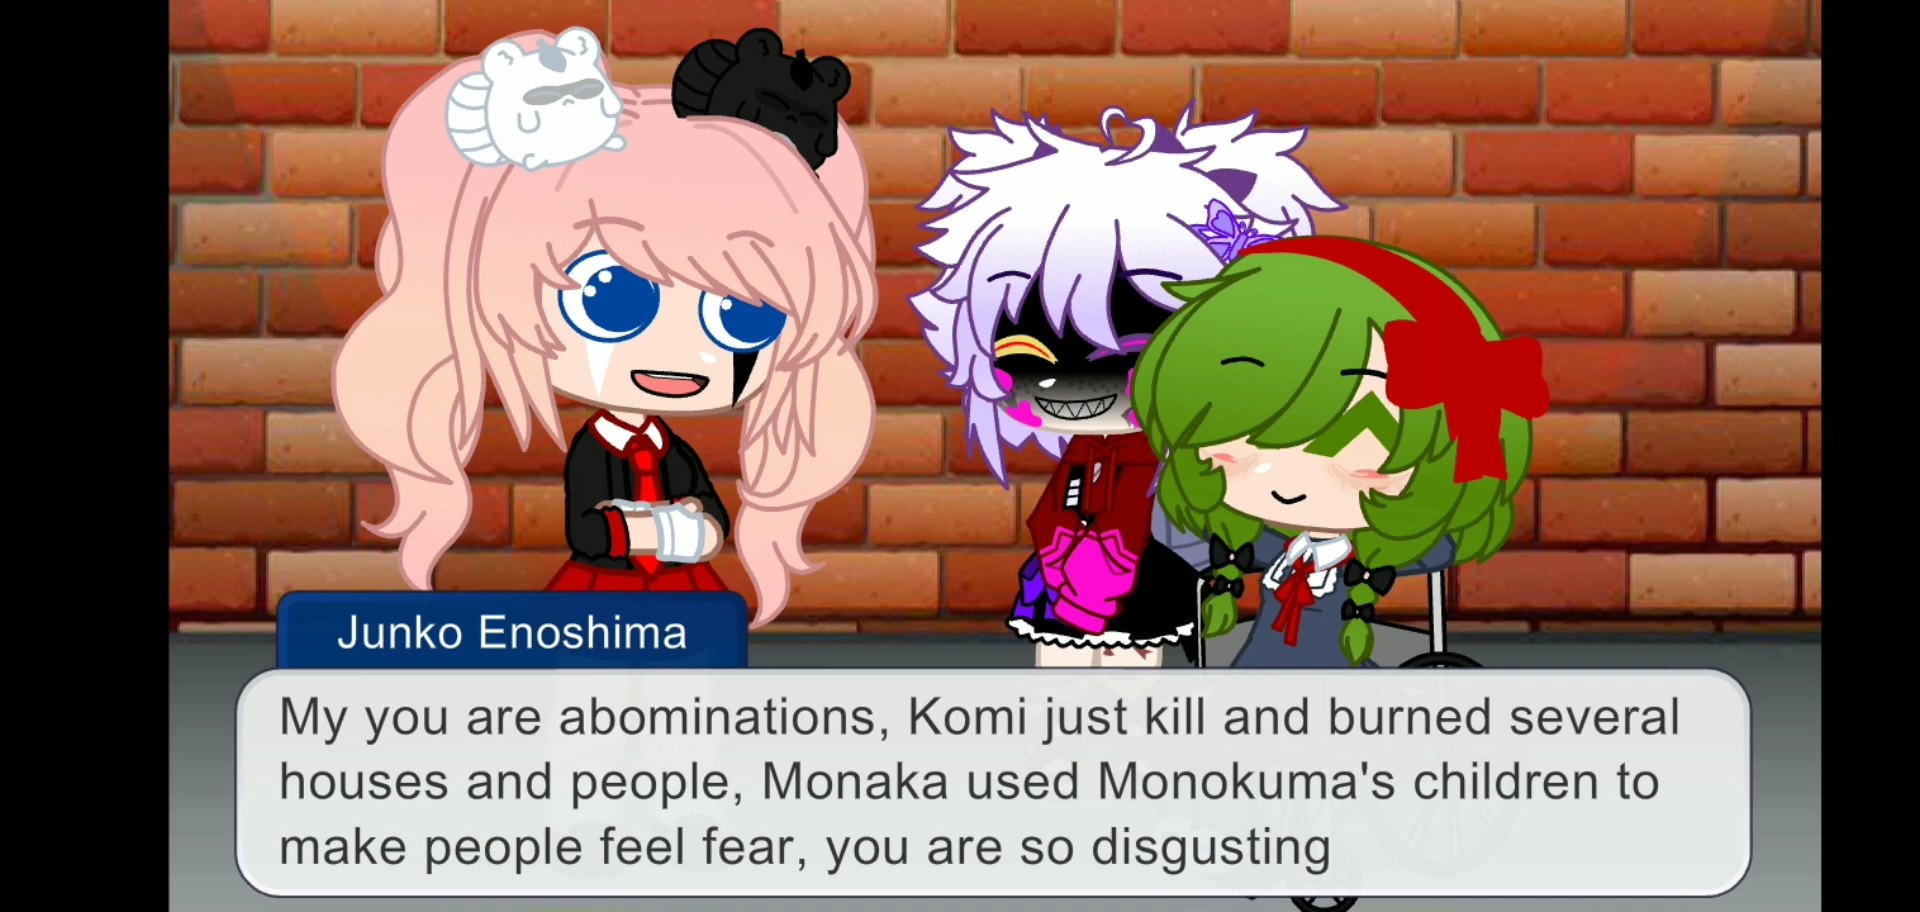 Junko Enoshima
My you are abominations, Komi just kill and burned several
houses and people, Monaka used Monokuma's children to
make people feel fear, you are so disgusting